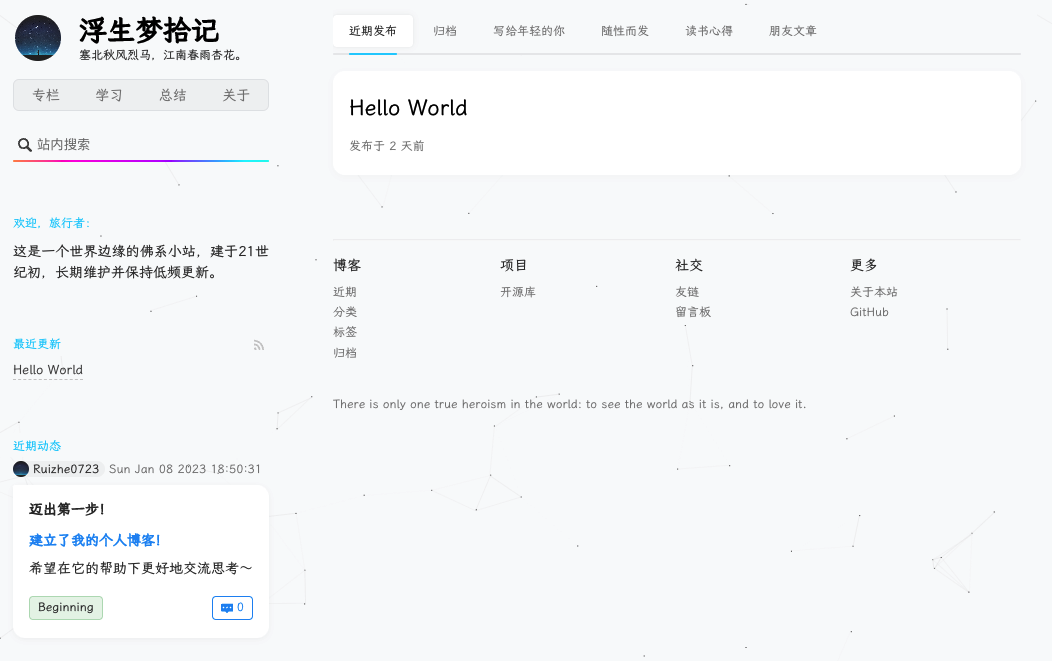 浮生梦拾记
塞北秋风烈马，江南春雨杏花。
专栏 学习 总结 关于
站内搜索
欢迎，旅行者：
这是一个世界边缘的佛系小站，建于21世
纪初，长期维护并保持低频更新。
最近更新
Hello World
近期动态
Ruizhe0723 Sun Jan 08 2023 18:50:31
迈出第一步！
建立了我的个人博客！
希望在它的帮助下更好地交流思考～
Beginning 0
近期发布 归档 写给年轻的你 随性而发 读书心得 朋友文章
Hello World
发布于 2 天前
博客
近期
分类
标签
归档
项目
开源库
社交
友链
留言板
更多
关于本站
GitHub
There is only one true heroism in the world: to see the world as it is, and to love it.